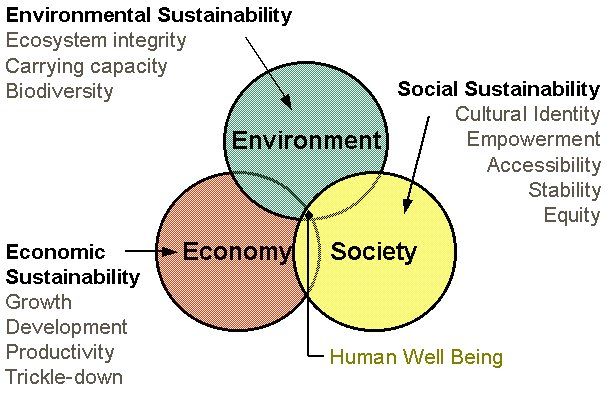 Environmental Sustainability
Ecosystem integrity
Carrying capacity
Biodiversity
Social Sustainability
Cultural Identity
Empowerment
Accessibility
Stability
Equity
Environment
Economy
Society
Economic
Sustainability
Growth
Development
Productivity
Trickle-down
Human Well Being